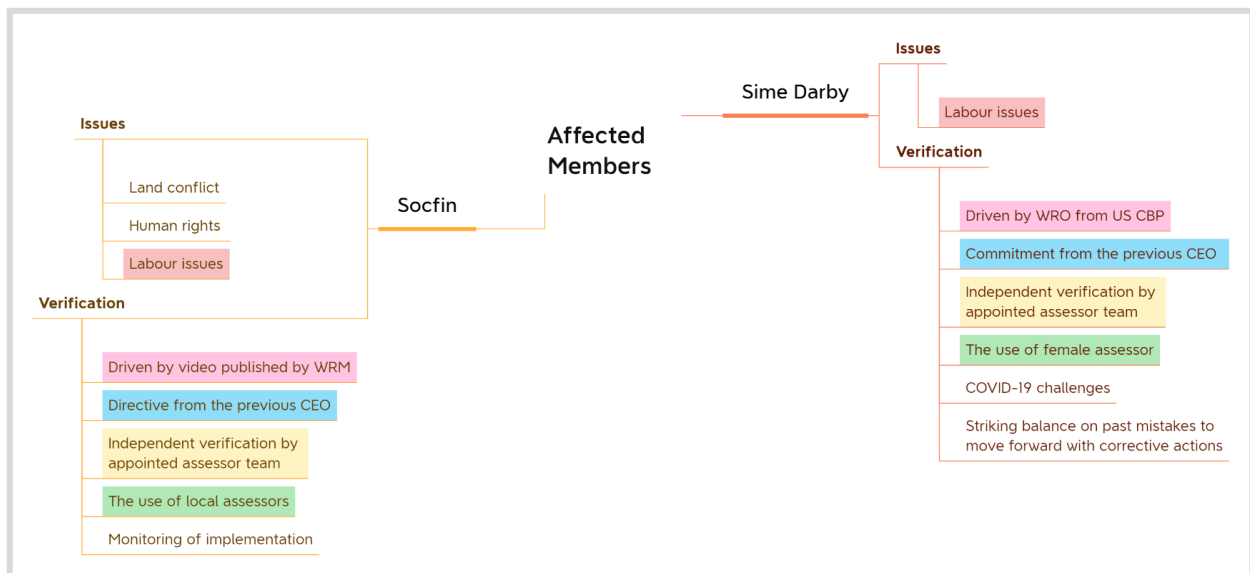 Affected
Members
Socfin
Issues
Land conflict
Human rights
Labour issues
Verification
Driven by video published by WRM
Directive from the previous CEO
Independent verification by
appointed assessor team
The use of local assessors
Monitoring of implementation
Sime Darby
Issues
Labour issues
Verification
Driven by WRO from US CBP
Commitment from the previous CEO
Independent verification by
appointed assessor team
The use of female assessor
COVID-19 challenges
Striking balance on past mistakes to
move forward with corrective actions